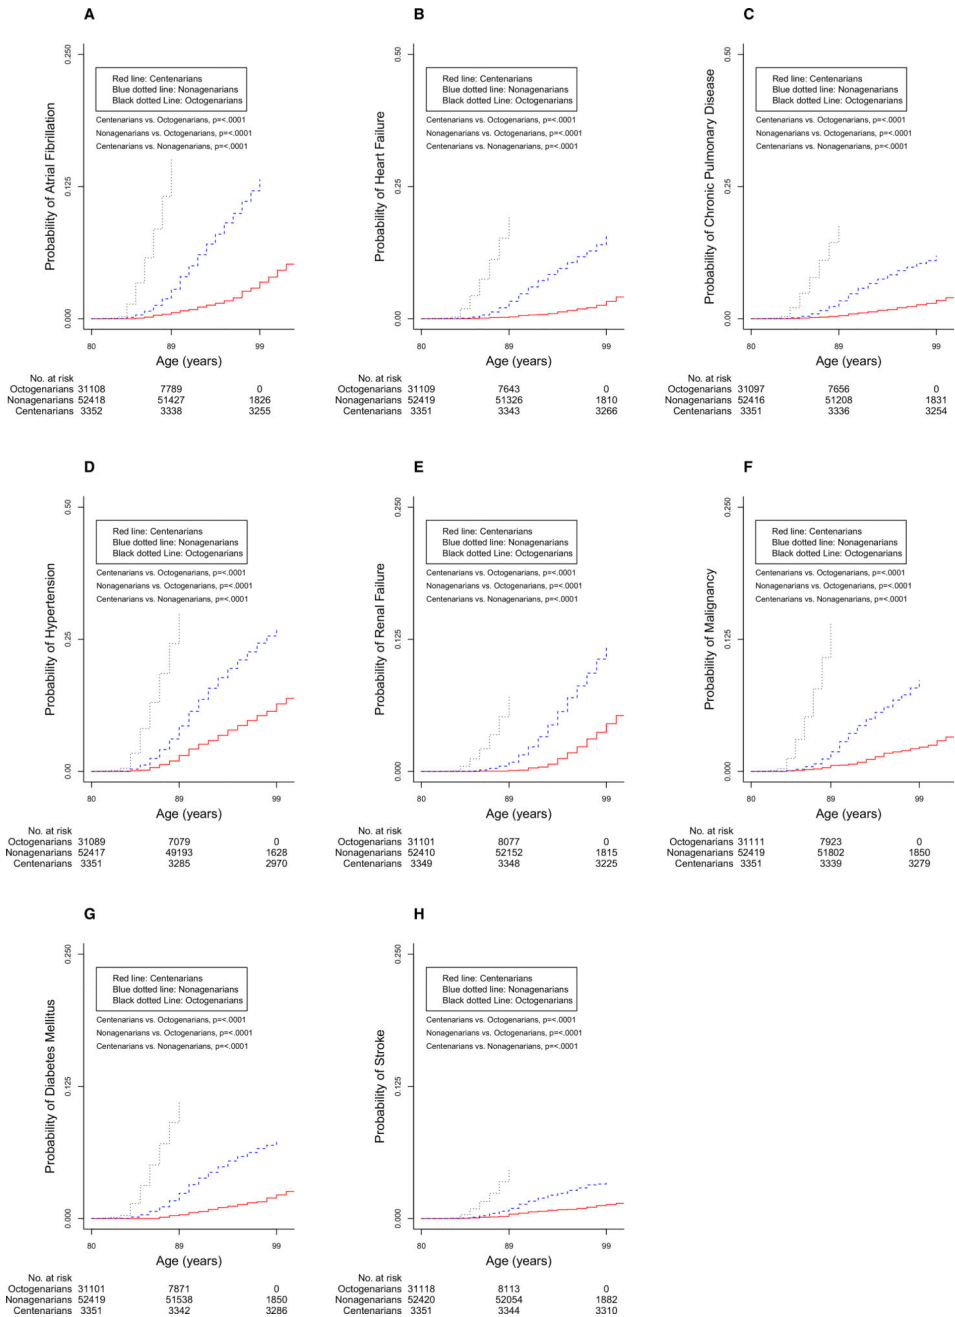 A
Probability of Atrial Fibrillation
0.250
0.125
0.000
Red line: Centenarians
Blue dotted line: Nonagenarians
Black dotted Line: Octogenarians
Centenarians vs. Octogenarians, p=<.0001
Nonagenarians vs. Octogenarians, p=<.0001
Centenarians vs. Nonagenarians, p=<.0001
80 89 99
Age (years)
No. at risk
Octogenarians 31108 7789 0
Nonagenarians 52418 51427 1826
Centenarians 3352 3338 3255
B
Probability of Heart Failure
0.50
0.25
0.00
Red line: Centenarians
Blue dotted line: Nonagenarians
Black dotted Line: Octogenarians
Centenarians vs. Octogenarians, p=<.0001
Nonagenarians vs. Octogenarians, p=<.0001
Centenarians vs. Nonagenarians, p=<.0001
80 89 99
Age (years)
No. at risk
Octogenarians 31109 7643 0
Nonagenarians 52419 51326 1810
Centenarians 3351 3343 3266
C
Probability of Chronic Pulmonary Disease
0.50
0.25
0.00
Red line: Centenarians
Blue dotted line: Nonagenarians
Black dotted Line: Octogenarians
Centenarians vs. Octogenarians, p=<.0001
Nonagenarians vs. Octogenarians, p=<.0001
Centenarians vs. Nonagenarians, p=<.0001
80 89 99
Age (years)
No. at risk
Octogenarians 31097 7656 0
Nonagenarians 52416 51208 1831
Centenarians 3351 3336 3254
D
Probability of Hypertension
0.50
0.25
0.00
Red line: Centenarians
Blue dotted line: Nonagenarians
Black dotted Line: Octogenarians
Centenarians vs. Octogenarians, p=<.0001
Nonagenarians vs. Octogenarians, p=<.0001
Centenarians vs. Nonagenarians, p=<.0001
80 89 99
Age (years)
No. at risk
Octogenarians 31089 7079 0
Nonagenarians 52417 49193 1628
Centenarians 3351 3285 2970
E
Probability of Renal Failure
0.250
0.125
0.000
Red line: Centenarians
Blue dotted line: Nonagenarians
Black dotted Line: Octogenarians
Centenarians vs. Octogenarians, p=<.0001
Nonagenarians vs. Octogenarians, p=<.0001
Centenarians vs. Nonagenarians, p=<.0001
80 89 99
Age (years)
No. at risk
Octogenarians 31101 8077 0
Nonagenarians 52410 52152 1815
Centenarians 3349 3348 3225
F
Probability of Malignancy
0.250
0.125
0.000
Red line: Centenarians
Blue dotted line: Nonagenarians
Black dotted Line: Octogenarians
Centenarians vs. Octogenarians, p=<.0001
Nonagenarians vs. Octogenarians, p=<.0001
Centenarians vs. Nonagenarians, p=<.0001
80 89 99
Age (years)
No. at risk
Octogenarians 31111 7923 0
Nonagenarians 52419 51802 1850
Centenarians 3351 3339 3279
G
Probability of Diabetes Mellitus
0.250
0.125
0.000
Red line: Centenarians
Blue dotted line: Nonagenarians
Black dotted Line: Octogenarians
Centenarians vs. Octogenarians, p=<.0001
Nonagenarians vs. Octogenarians, p=<.0001
Centenarians vs. Nonagenarians, p=<.0001
80 89 99
Age (years)
No. at risk
Octogenarians 31101 7871 0
Nonagenarians 52419 51538 1850
Centenarians 3351 3342 3286
H
Probability of Stroke
0.250
0.125
0.000
Red line: Centenarians
Blue dotted line: Nonagenarians
Black dotted Line: Octogenarians
Centenarians vs. Octogenarians, p=<.0001
Nonagenarians vs. Octogenarians, p=<.0001
Centenarians vs. Nonagenarians, p=<.0001
80 89 99
Age (years)
No. at risk
Octogenarians 31118 8113 0
Nonagenarians 52420 52054 1882
Centenarians 3351 3344 3310